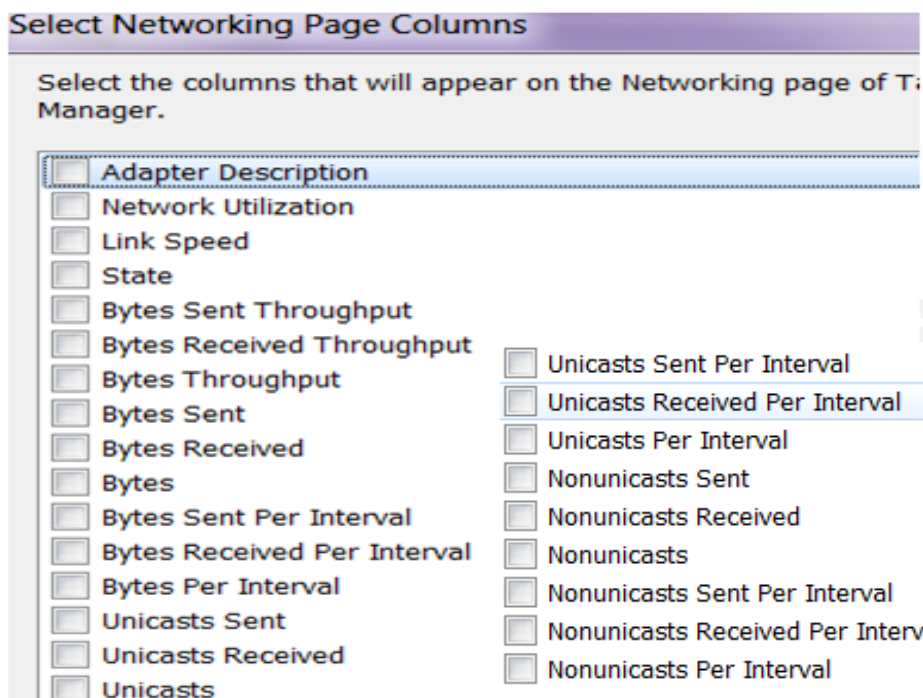 Select Networking Page Columns
Select the columns that will appear on the Networking page of
Manager.
Adapter Description
Network Utilization
Link Speed
State
Bytes Sent Throughput
Bytes Received Throughput
Bytes Throughput
Bytes Sent
Bytes Received
Bytes
Bytes Sent Per Interval
Bytes Received Per Interval
Bytes Per Interval
Unicasts Sent
Unicasts Received
Unicasts
Unicasts Sent Per Interval
Unicasts Received Per Interval
Unicasts Per Interval
Nonunicasts Sent
Nonunicasts Received
Nonunicasts
Nonunicasts Sent Per Interval
Nonunicasts Received Per Interv
Nonunicasts Per Interval